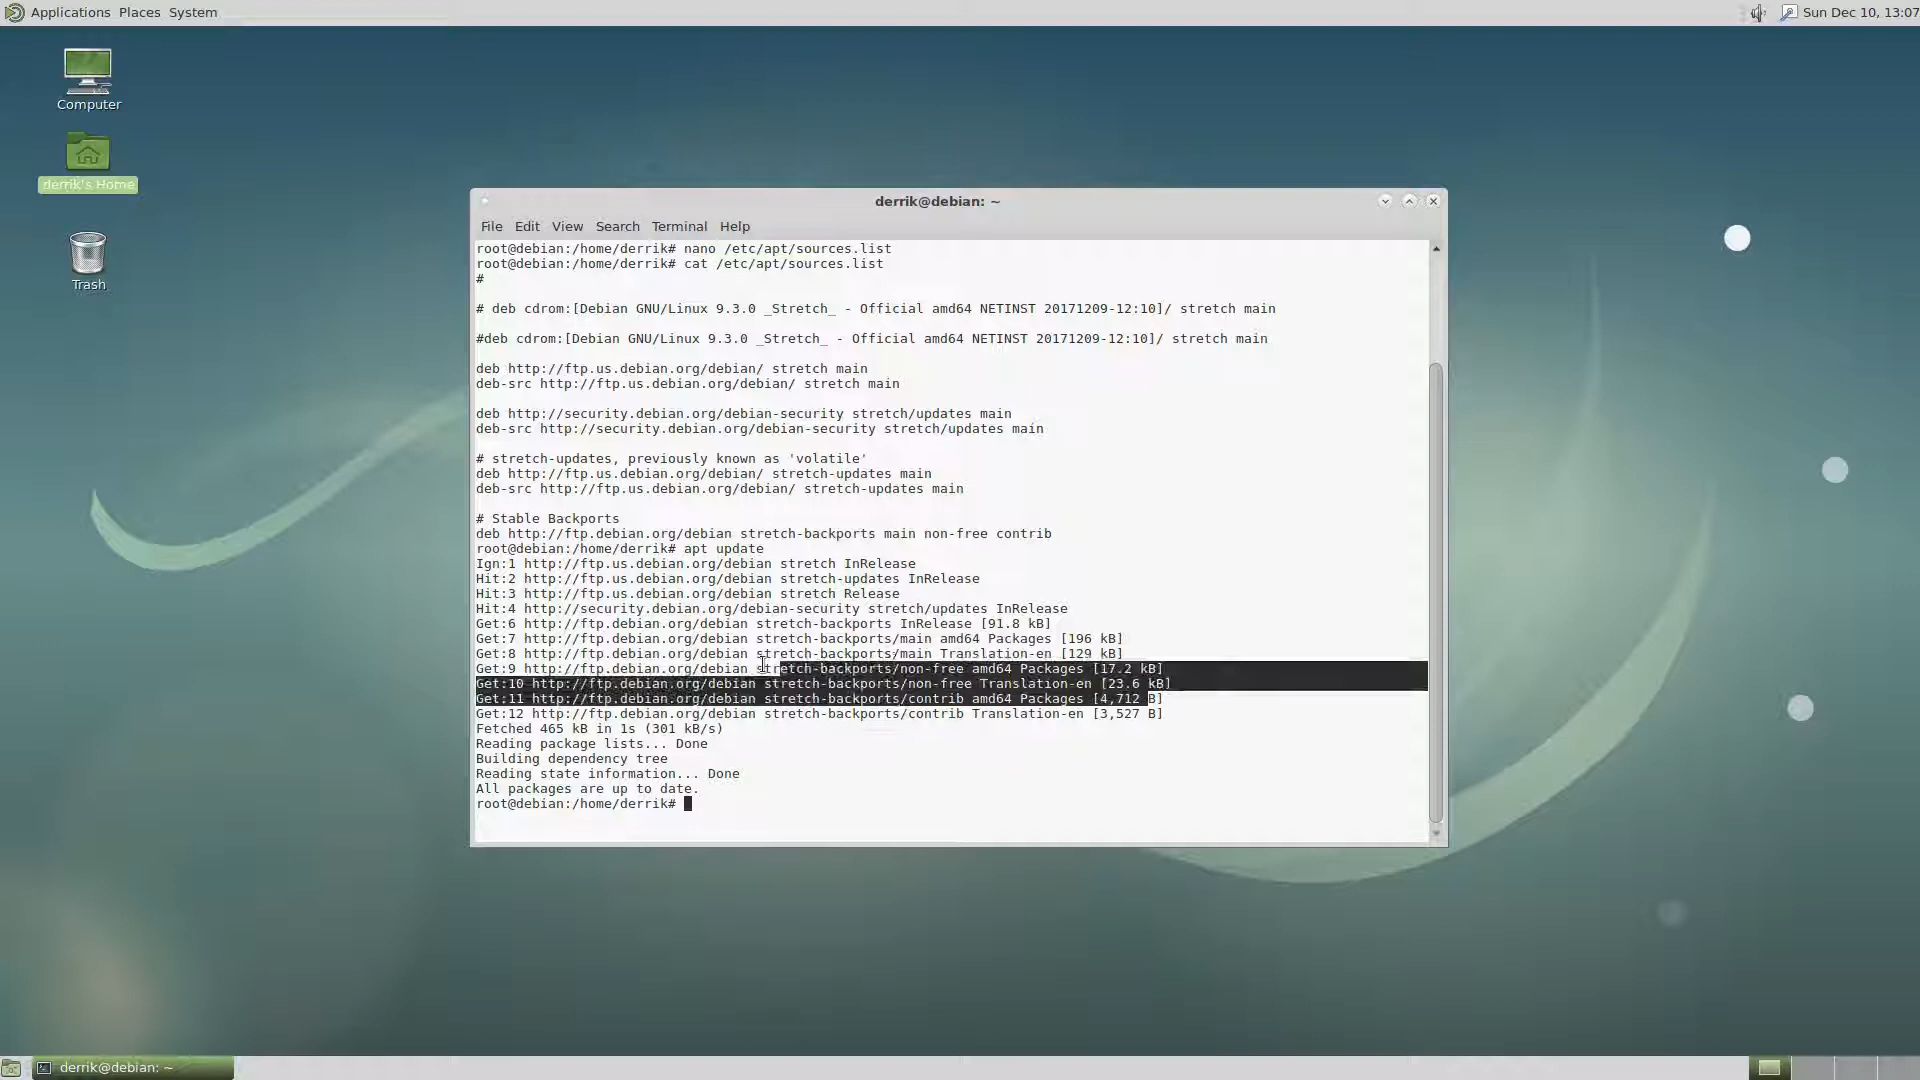 Applications Places System
Sun Dec 10, 13:07
Computer
derrik's Home
Trash
derrik@debian: ~
File Edit View Search Terminal Help
root@debian:/home/derrik# nano /etc/apt/sources.list
root@debian:/home/derrik# cat /etc/apt/sources.list
#
# deb cdrom:[Debian GNU/Linux 9.3.0 _Stretch_ - Official amd64 NETINST 20171209-12:10]/ stretch main
#deb cdrom:[Debian GNU/Linux 9.3.0 _Stretch_ - Official amd64 NETINST 20171209-12:10]/ stretch main
deb http://ftp.us.debian.org/debian/ stretch main
deb-src http://ftp.us.debian.org/debian/ stretch main
deb http://security.debian.org/debian-security stretch/updates main
deb-src http://security.debian.org/debian-security stretch/updates main
# stretch-updates, previously known as 'volatile'
deb http://ftp.us.debian.org/debian/ stretch-updates main
deb-src http://ftp.us.debian.org/debian/ stretch-updates main
# Stable Backports
deb http://ftp.debian.org/debian stretch-backports main non-free contrib
root@debian:/home/derrik# apt update
Ign:1 http://ftp.us.debian.org/debian stretch InRelease
Hit:2 http://ftp.us.debian.org/debian stretch-updates InRelease
Hit:3 http://ftp.us.debian.org/debian stretch Release
Hit:4 http://security.debian.org/debian-security stretch/updates InRelease
Get:6 http://ftp.debian.org/debian stretch-backports InRelease [91.8 kB]
Get:7 http://ftp.debian.org/debian stretch-backports/main amd64 Packages [196 kB]
Get:8 http://ftp.debian.org/debian stretch-backports/main Translation-en [129 kB]
Get:9 http://ftp.debian.org/debian stretch-backports/non-free amd64 Packages [17.2 kB]
Get:10 http://ftp.debian.org/debian stretch-backports/non-free Translation-en [23.6 kB]
Get:11 http://ftp.debian.org/debian stretch-backports/contrib amd64 Packages [4,712 B]
Get:12 http://ftp.debian.org/debian stretch-backports/contrib Translation-en [3,527 B]
Fetched 465 kB in 1s (301 kB/s)
Reading package lists... Done
Building dependency tree
Reading state information... Done
All packages are up to date.
root@debian:/home/derrik#
derrik@debian: ~